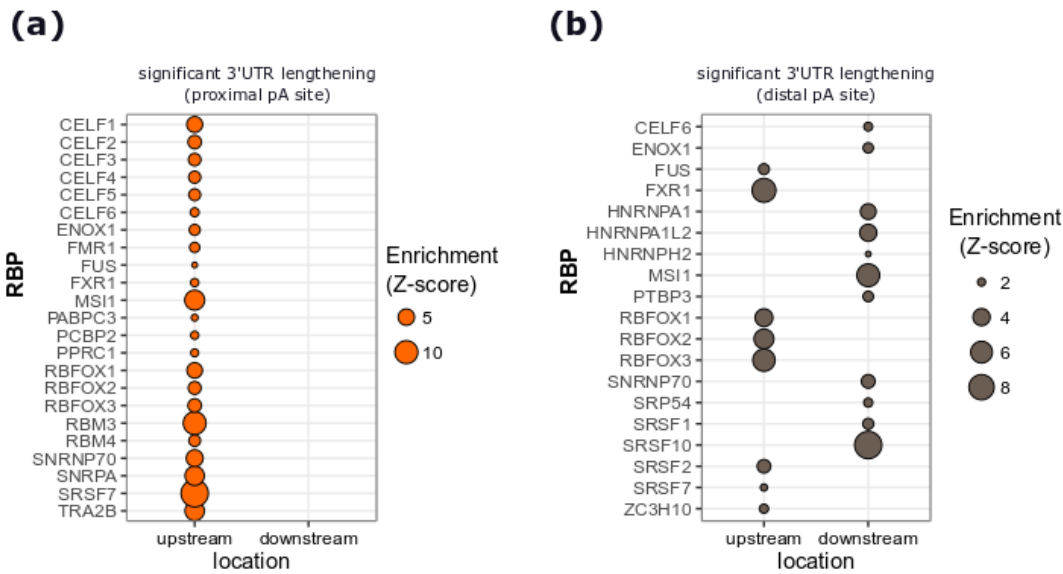 (a)
significant 3'UTR lengthening
(proximal pA site)
RBP
CELF1
CELF2
CELF3
CELF4
CELF5
CELF6
ENOX1
FMR1
FUS
FXR1
MSI1
PABPC3
PCBP2
PPRC1
RBFOX1
RBFOX2
RBFOX3
RBM3
RBM4
SNRNP70
SNRPA
SRSF7
TRA2B
upstream downstream
location
Enrichment
(Z-score)
5
10
(b)
significant 3'UTR lengthening
(distal pA site)
RBP
CELF6
ENOX1
FUS
FXR1
HNRNPA1
HNRNPA1L2
HNRNPH2
MSI1
PTBP3
RBFOX1
RBFOX2
RBFOX3
SNRNP70
SRP54
SRSF1
SRSF10
SRSF2
SRSF7
ZC3H10
upstream downstream
location
Enrichment
(Z-score)
2
4
6
8